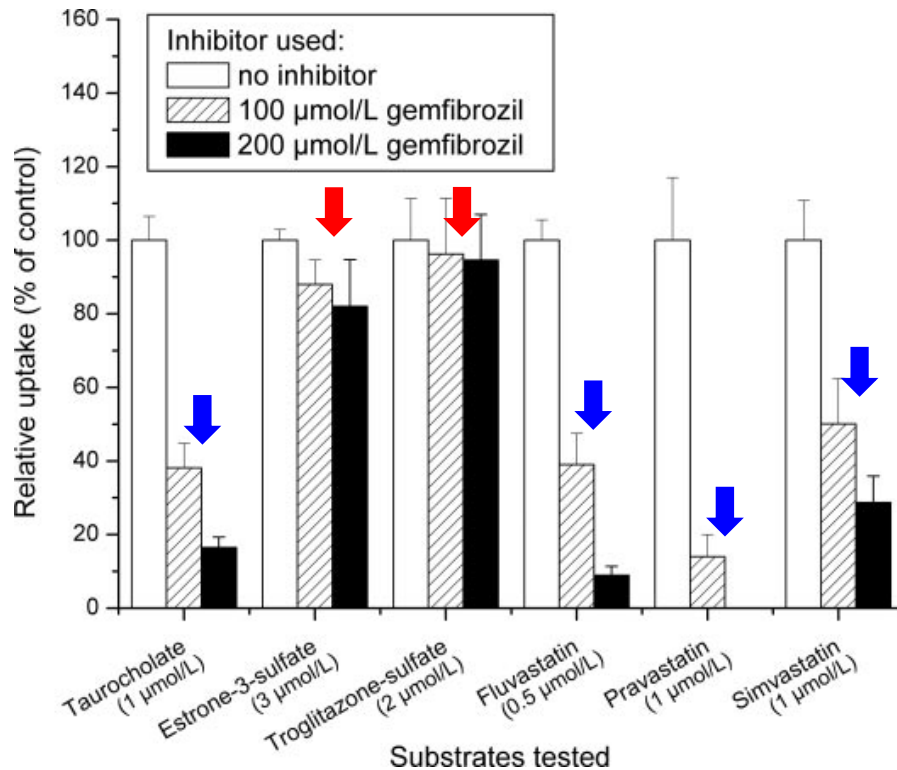 160
140
120
100
80
60
40
20
0
Relative uptake (% of control)
Inhibitor used:
no inhibitor
100 μmol/L gemfibrozil
200 μmol/L gemfibrozil
Taurocholate
(1 μmol/L)
Estrone-3-sulfate
(3 μmol/L)
Troglitazone-sulfate
(2 μmol/L)
Fluvastatin
(0.5 μmol/L)
Pravastatin
(1 μmol/L)
Simvastatin
(1 μmol/L)
Substrates tested